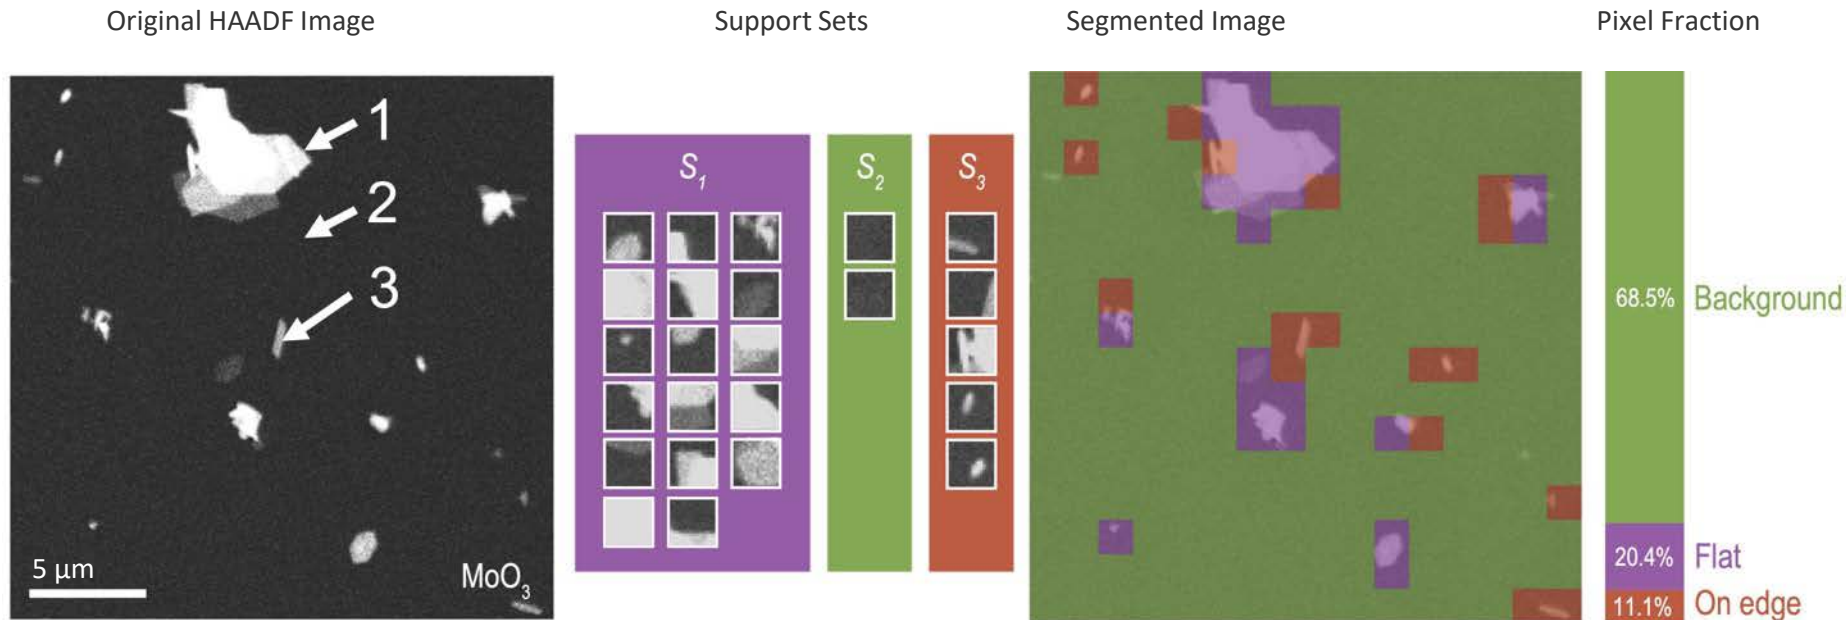 Original HAADF Image
Support Sets
Segmented Image
Pixel Fraction
1
2
3
5 μm
MoO3
S1
S2
S3
68.5%
Background
20.4%
Flat
11.1%
On edge